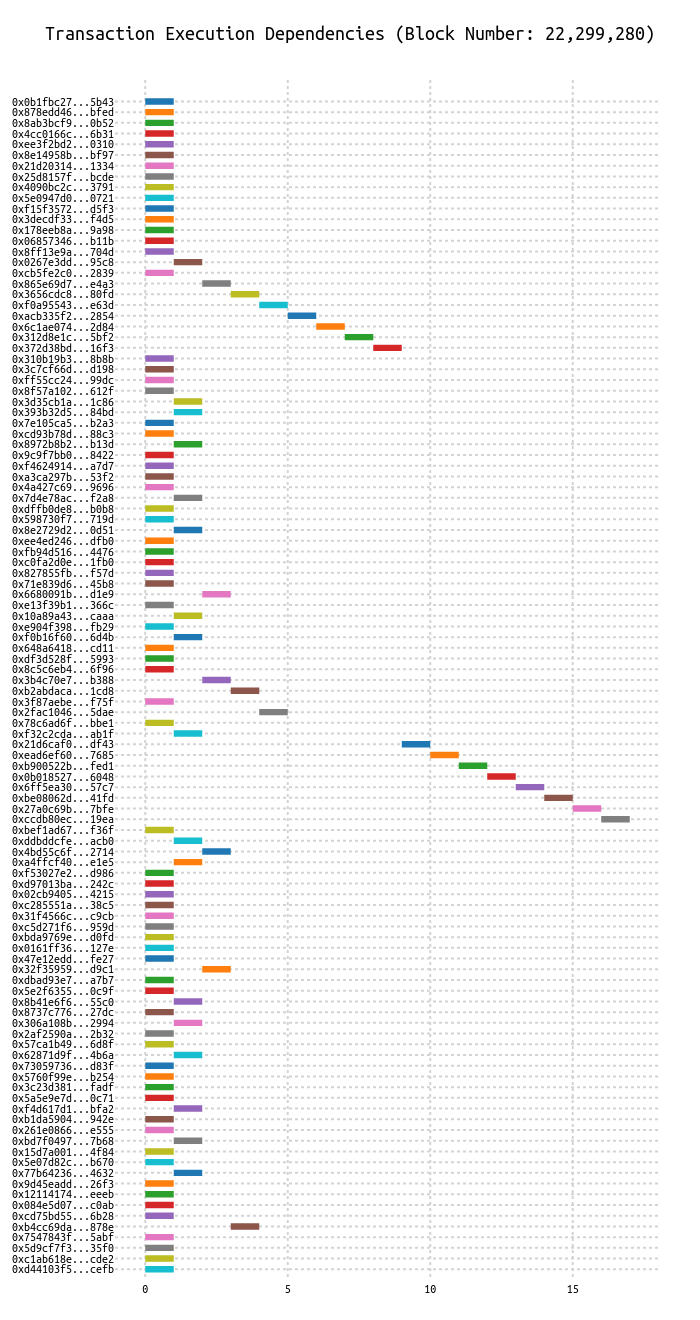 Transaction Execution Dependencies (Block Number: 22,299,280)
0x0b1fbc27...5b43
0x878edd46...bfed
0x8ab3bcf9...0b52
0x4cc0166c...6b31
0xee3f2bd2...0310
0x8e14958b...bf97
0x21d20314...1334
0x25d8157f...bcde
0x4090bc2c...3791
0x5e0947d0...0721
0xf15f3572...d5f3
0x3decdf33...f4d5
0x178eeb8a...9a98
0x06857346...b11b
0x8ff13e9a...704d
0x0267e3dd...95c8
0xcb5fe2c0...2839
0x865e69d7...e4a3
0x3656cdc8...80fd
0xf0a95543...e63d
0xacb335f2...2854
0x6c1ae074...2d84
0x312d8e1c...5bf2
0x372d38bd...16f3
0x310b19b3...8b8b
0x3c7cf66d...d198
0xff55cc24...99dc
0x8f57a102...612f
0x3d35cb1a...1c86
0x393b32d5...84bd
0x7e105ca5...b2a3
0xcd93b78d...88c3
0x8972b8b2...b13d
0x9c9f7bb0...8422
0xf4624914...a7d7
0xa3ca297b...53f2
0x4a427c69...9696
0x7d4e78ac...f2a8
0xdffb0de8...b0b8
0x598730f7...719d
0x8e2729d2...0d51
0xee4ed246...dfb0
0xfb94d516...4476
0xc0fa2d0e...1fb0
0x827855fb...f57d
0x71e839d6...45b8
0x6680091b...d1e9
0xe13f39b1...366c
0x10a89a43...caaa
0xe904f398...fb29
0xf0b16f60...6d4b
0x648a6418...cd11
0xdf3d528f...5993
0x8c5c6eb4...6f96
0x3b4c70e7...b388
0xb2abdaca...1cd8
0x3f87aebe...f75f
0x2fac1046...5dae
0x78c6ad6f...bbe1
0xf32c2cda...ab1f
0x21d6caf0...df43
0xead6ef60...7685
0xb900522b...fed1
0x0b018527...6048
0x6ff5ea30...57c7
0xbe08062d...41fd
0x27a0c69b...7bfe
0xccdb80ec...19ea
0xbef1ad67...f36f
0xddbddcfe...acb0
0x4bd55c6f...2714
0xa4ffcf40...e1e5
0xf53027e2...d986
0xd97013ba...242c
0x02cb9405...4215
0xc285551a...38c5
0x31f4566c...c9cb
0xc5d271f6...959d
0xbda9769e...d0fd
0x0161ff36...127e
0x47e12edd...fe27
0x32f35959...d9c1
0xdbad93e7...a7b7
0x5e2f6355...0c9f
0x8b41e6f6...55c0
0x8737c776...27dc
0x306a108b...2994
0x2af2590a...2b32
0x57ca1b49...6d8f
0x62871d9f...4b6a
0x73059736...d83f
0x5760f99e...b254
0x3c23d381...fadf
0x5a5e9e7d...0c71
0xf4d617d1...bfa2
0xb1da5904...942e
0x261e0866...e555
0xbd7f0497...7b68
0x15d7a001...4f84
0x5e07d82c...b670
0x77b64236...4632
0x9d45eadd...26f3
0x12114174...eeeb
0x084e5d07...c0ab
0xcd75bd55...6b28
0xb4cc69da...878e
0x7547843f...5abf
0x5d9cf7f3...35f0
0xc1ab618e...cde2
0xd44103f5...cefb
0 5 10 15